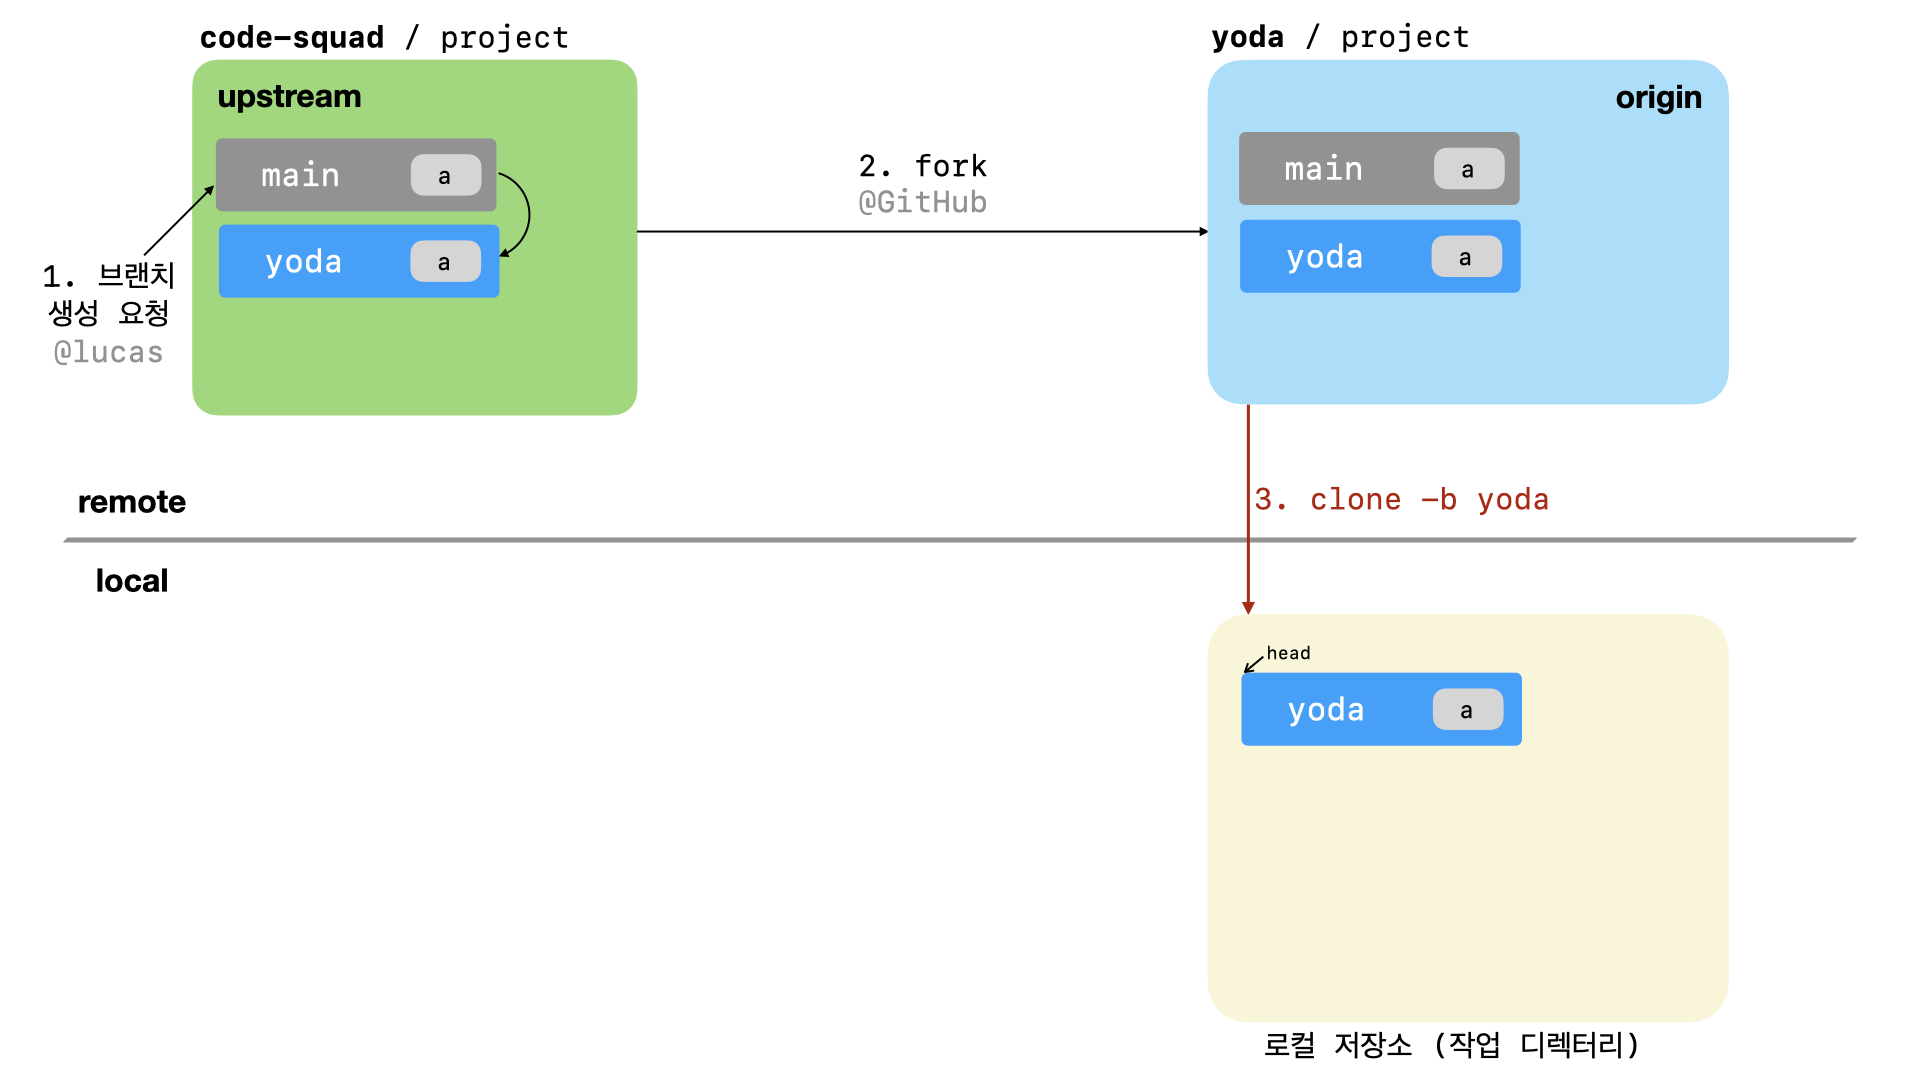 code-squad / project
upstream
main a
yoda a
1. 브랜치
생성 요청
@lucas
2. fork
@GitHub
yoda / project
origin
main a
yoda a
remote
3. clone -b yoda
local
head
yoda a
로컬 저장소 (작업 디렉터리)